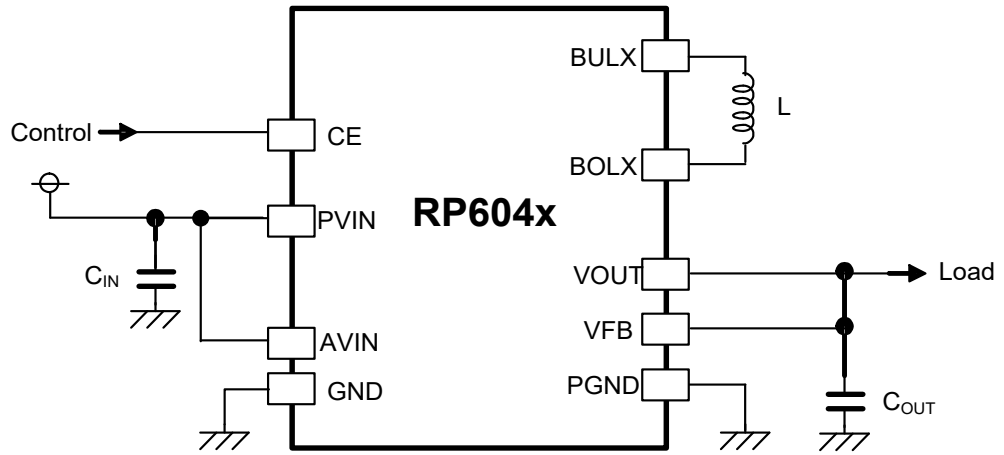 BULX
L
Control
CE
BOLX
PVIN
RP604x
CIN
VOUT
Load
VFB
AVIN
GND
PGND
COUT